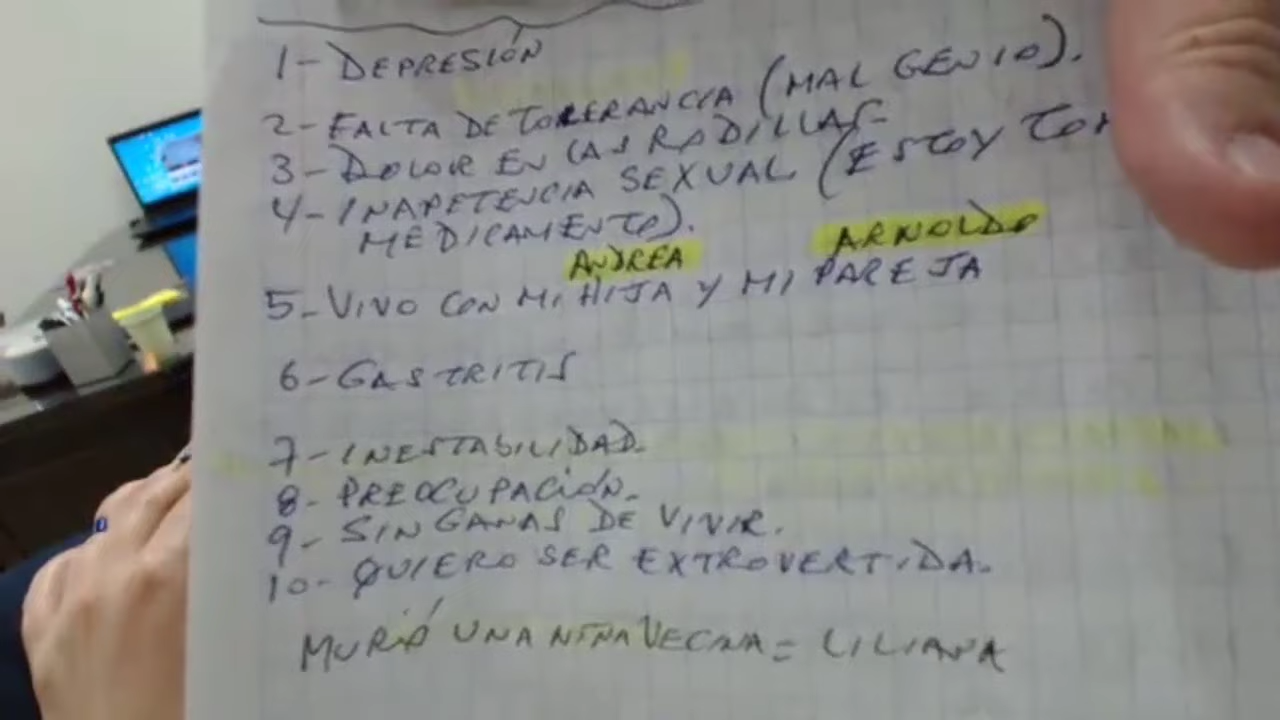 1- DEPRESIÓN
2- FALTA DE TOLERANCIA (MAL GENIO).
3- DOLOR EN LAS RODILLAS
4- INAPETENCIA SEXUAL (ESTOY TOM
MEDICAMENTO).
ANDREA ARNOLDO
5- VIVO CON MI HIJA Y MI PAREJA
6- GASTRITIS
7- INESTABILIDAD.
8- PREOCUPACIÓN.
9- SIN GANAS DE VIVIR.
10- QUIERO SER EXTROVERTIDA.
MURIÓ UNA NIÑA VECINA = LILIANA